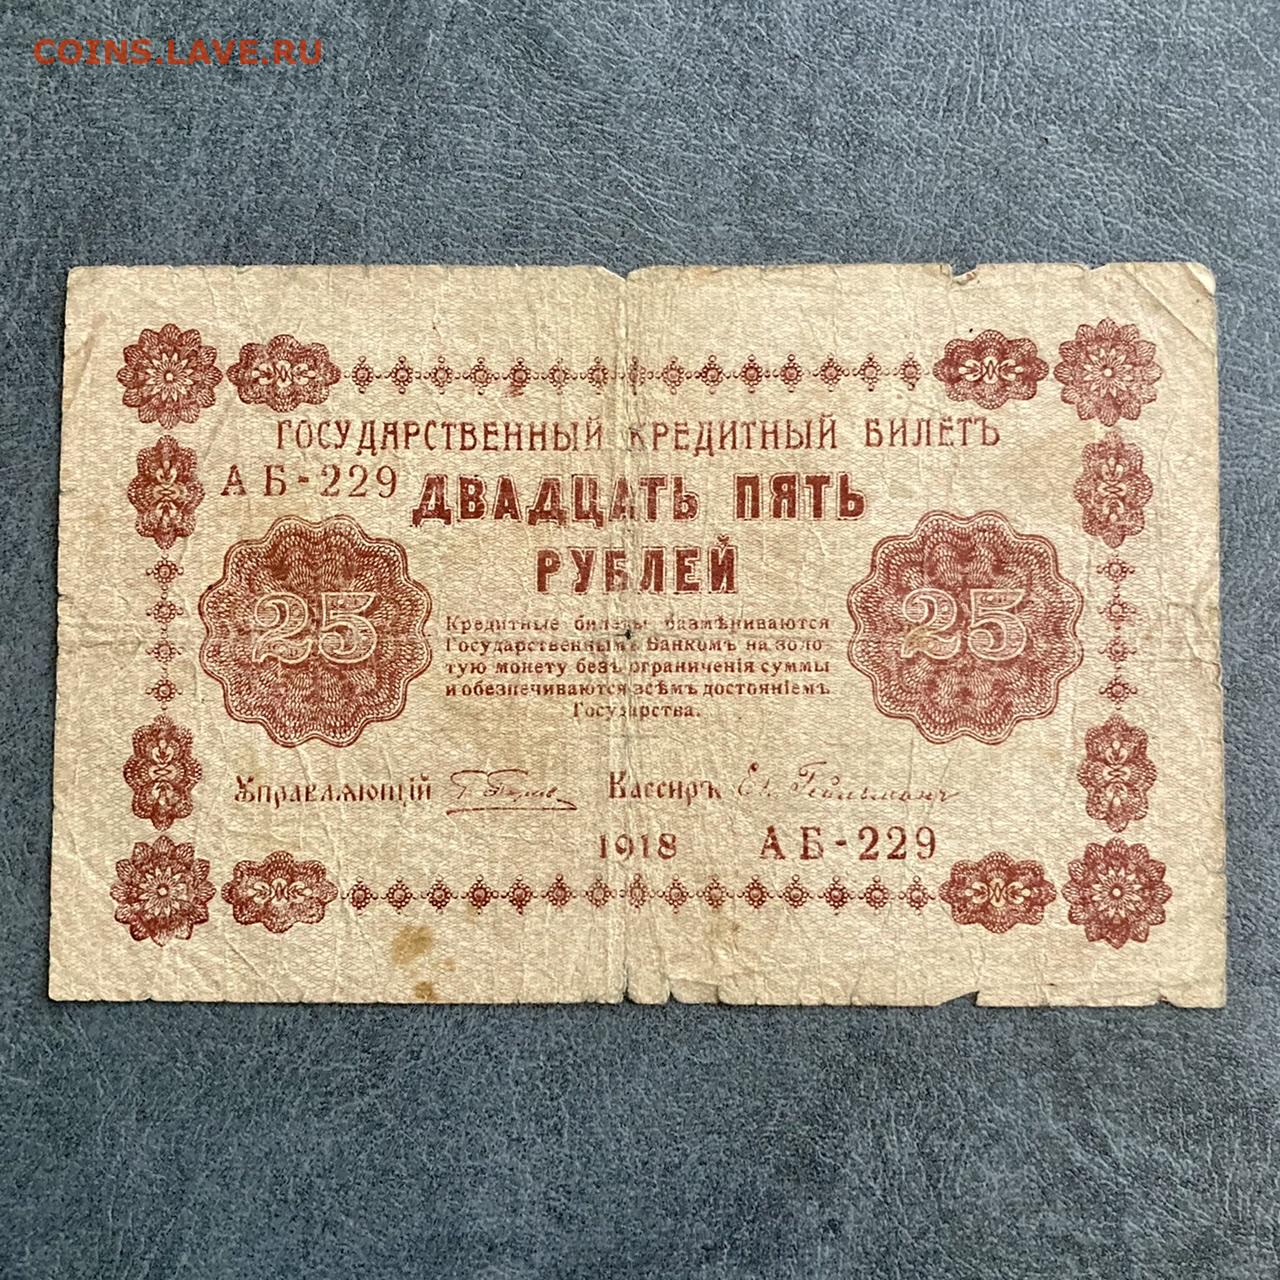 COINS.LAVE.RU
ГОСУДАРСТВЕННЫЙ КРЕДИТНЫЙ БИЛЕТЪ
АБ-229
ДВАДЦАТЬ ПЯТЬ
РУБЛЕЙ
25
25
Кредитные билеты размѣниваются
Государственнымъ Банкомъ на золо-
тую монету безъ ограниченія суммы
и обезпечиваются всѣмъ достояніемъ
Государства.
Управляющій
Кассиръ
1918 АБ-229